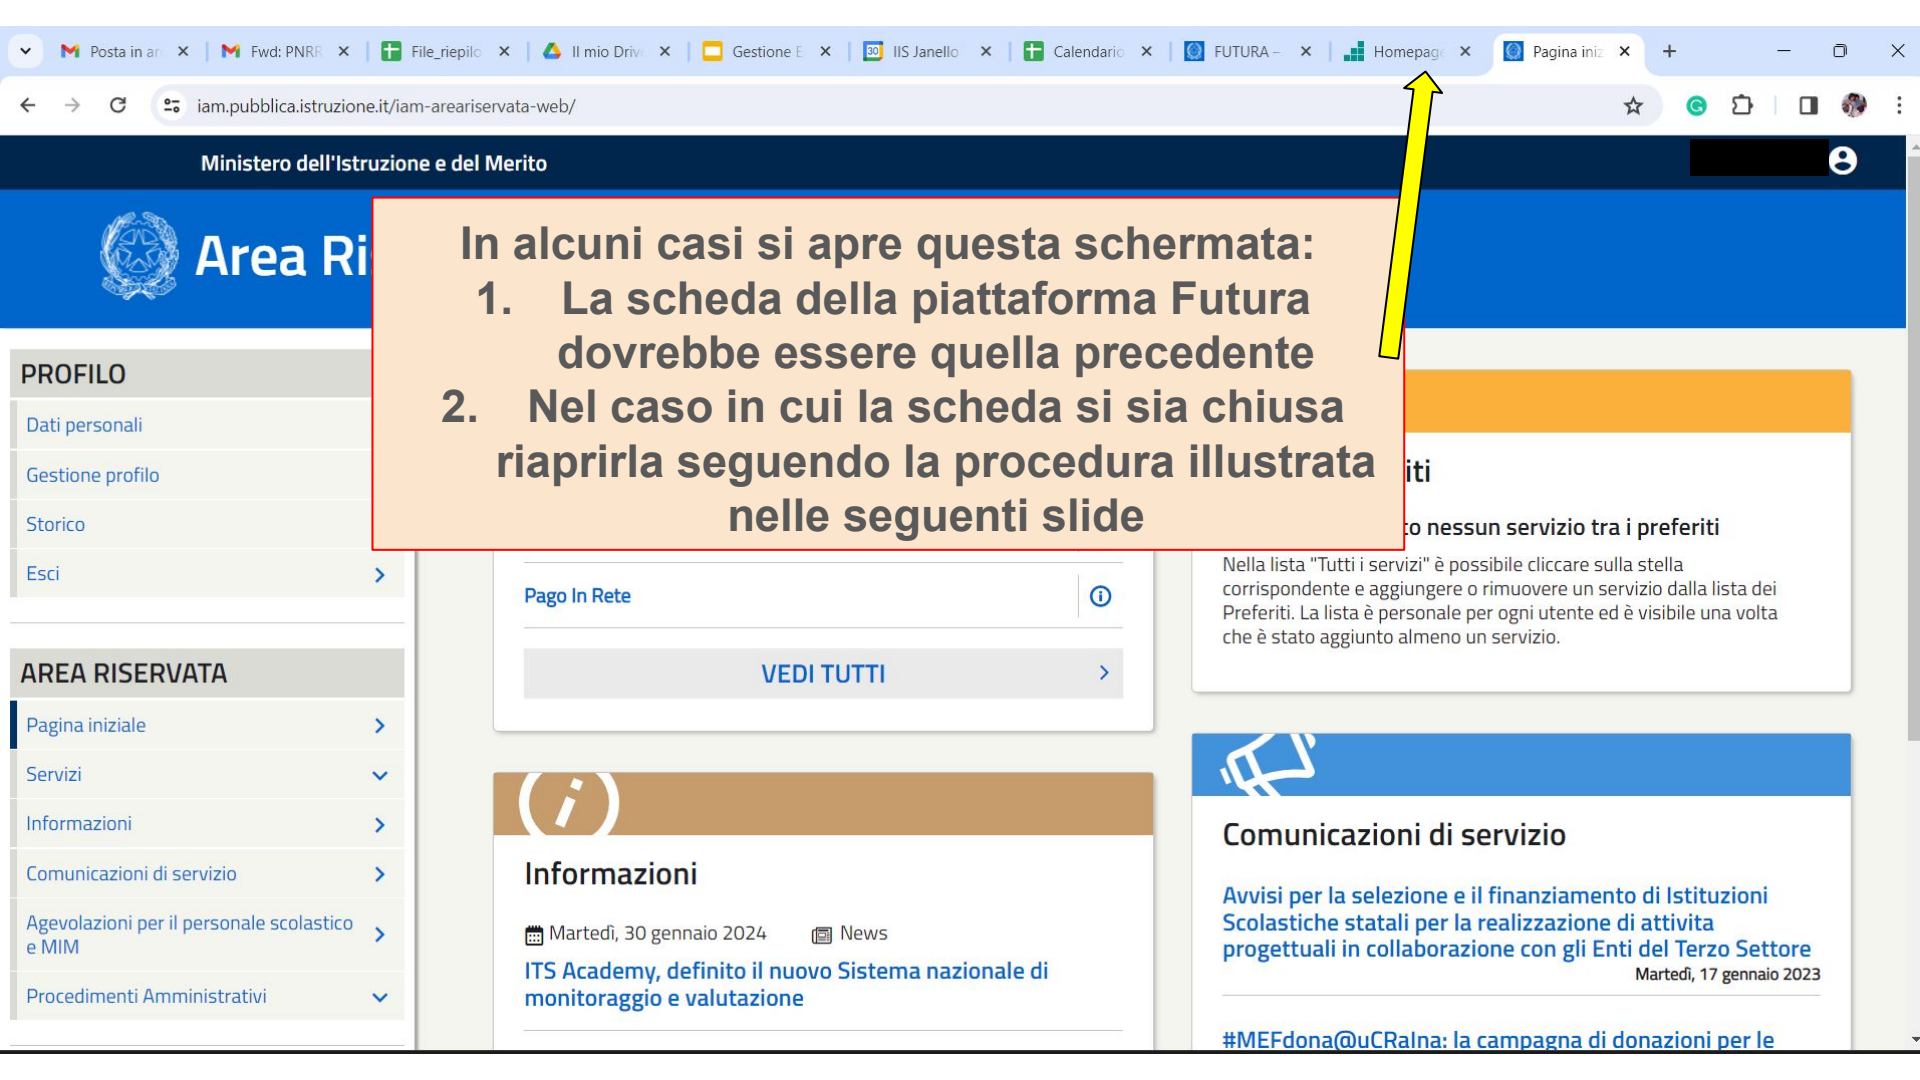 Posta in ar
Fwd: PNRR
File_riepilo
Il mio Drive
Gestione E
30
IIS Janello
Calendario
FUTURA –
Homepage
Pagina iniz
iam.pubblica.istruzione.it/iam-areariservata-web/
Ministero dell'Istruzione e del Merito
Area Ri
In alcuni casi si apre questa schermata:
1. La scheda della piattaforma Futura
dovrebbe essere quella precedente
2. Nel caso in cui la scheda si sia chiusa
riaprirla seguendo la procedura illustrata
nelle seguenti slide
PROFILO
Dati personali
Gestione profilo
Storico
Esci
AREA RISERVATA
Pagina iniziale
Servizi
Informazioni
Comunicazioni di servizio
Agevolazioni per il personale scolastico
e MIM
Procedimenti Amministrativi
Pago In Rete
VEDI TUTTI
Informazioni
Martedì, 30 gennaio 2024 News
ITS Academy, definito il nuovo Sistema nazionale di
monitoraggio e valutazione
iti
to nessun servizio tra i preferiti
Nella lista "Tutti i servizi" è possibile cliccare sulla stella
corrispondente e aggiungere o rimuovere un servizio dalla lista dei
Preferiti. La lista è personale per ogni utente ed è visibile una volta
che è stato aggiunto almeno un servizio.
Comunicazioni di servizio
Avvisi per la selezione e il finanziamento di Istituzioni
Scolastiche statali per la realizzazione di attivita
progettuali in collaborazione con gli Enti del Terzo Settore
Martedì, 17 gennaio 2023
#MEFdona@uCRaIna: la campagna di donazioni per le